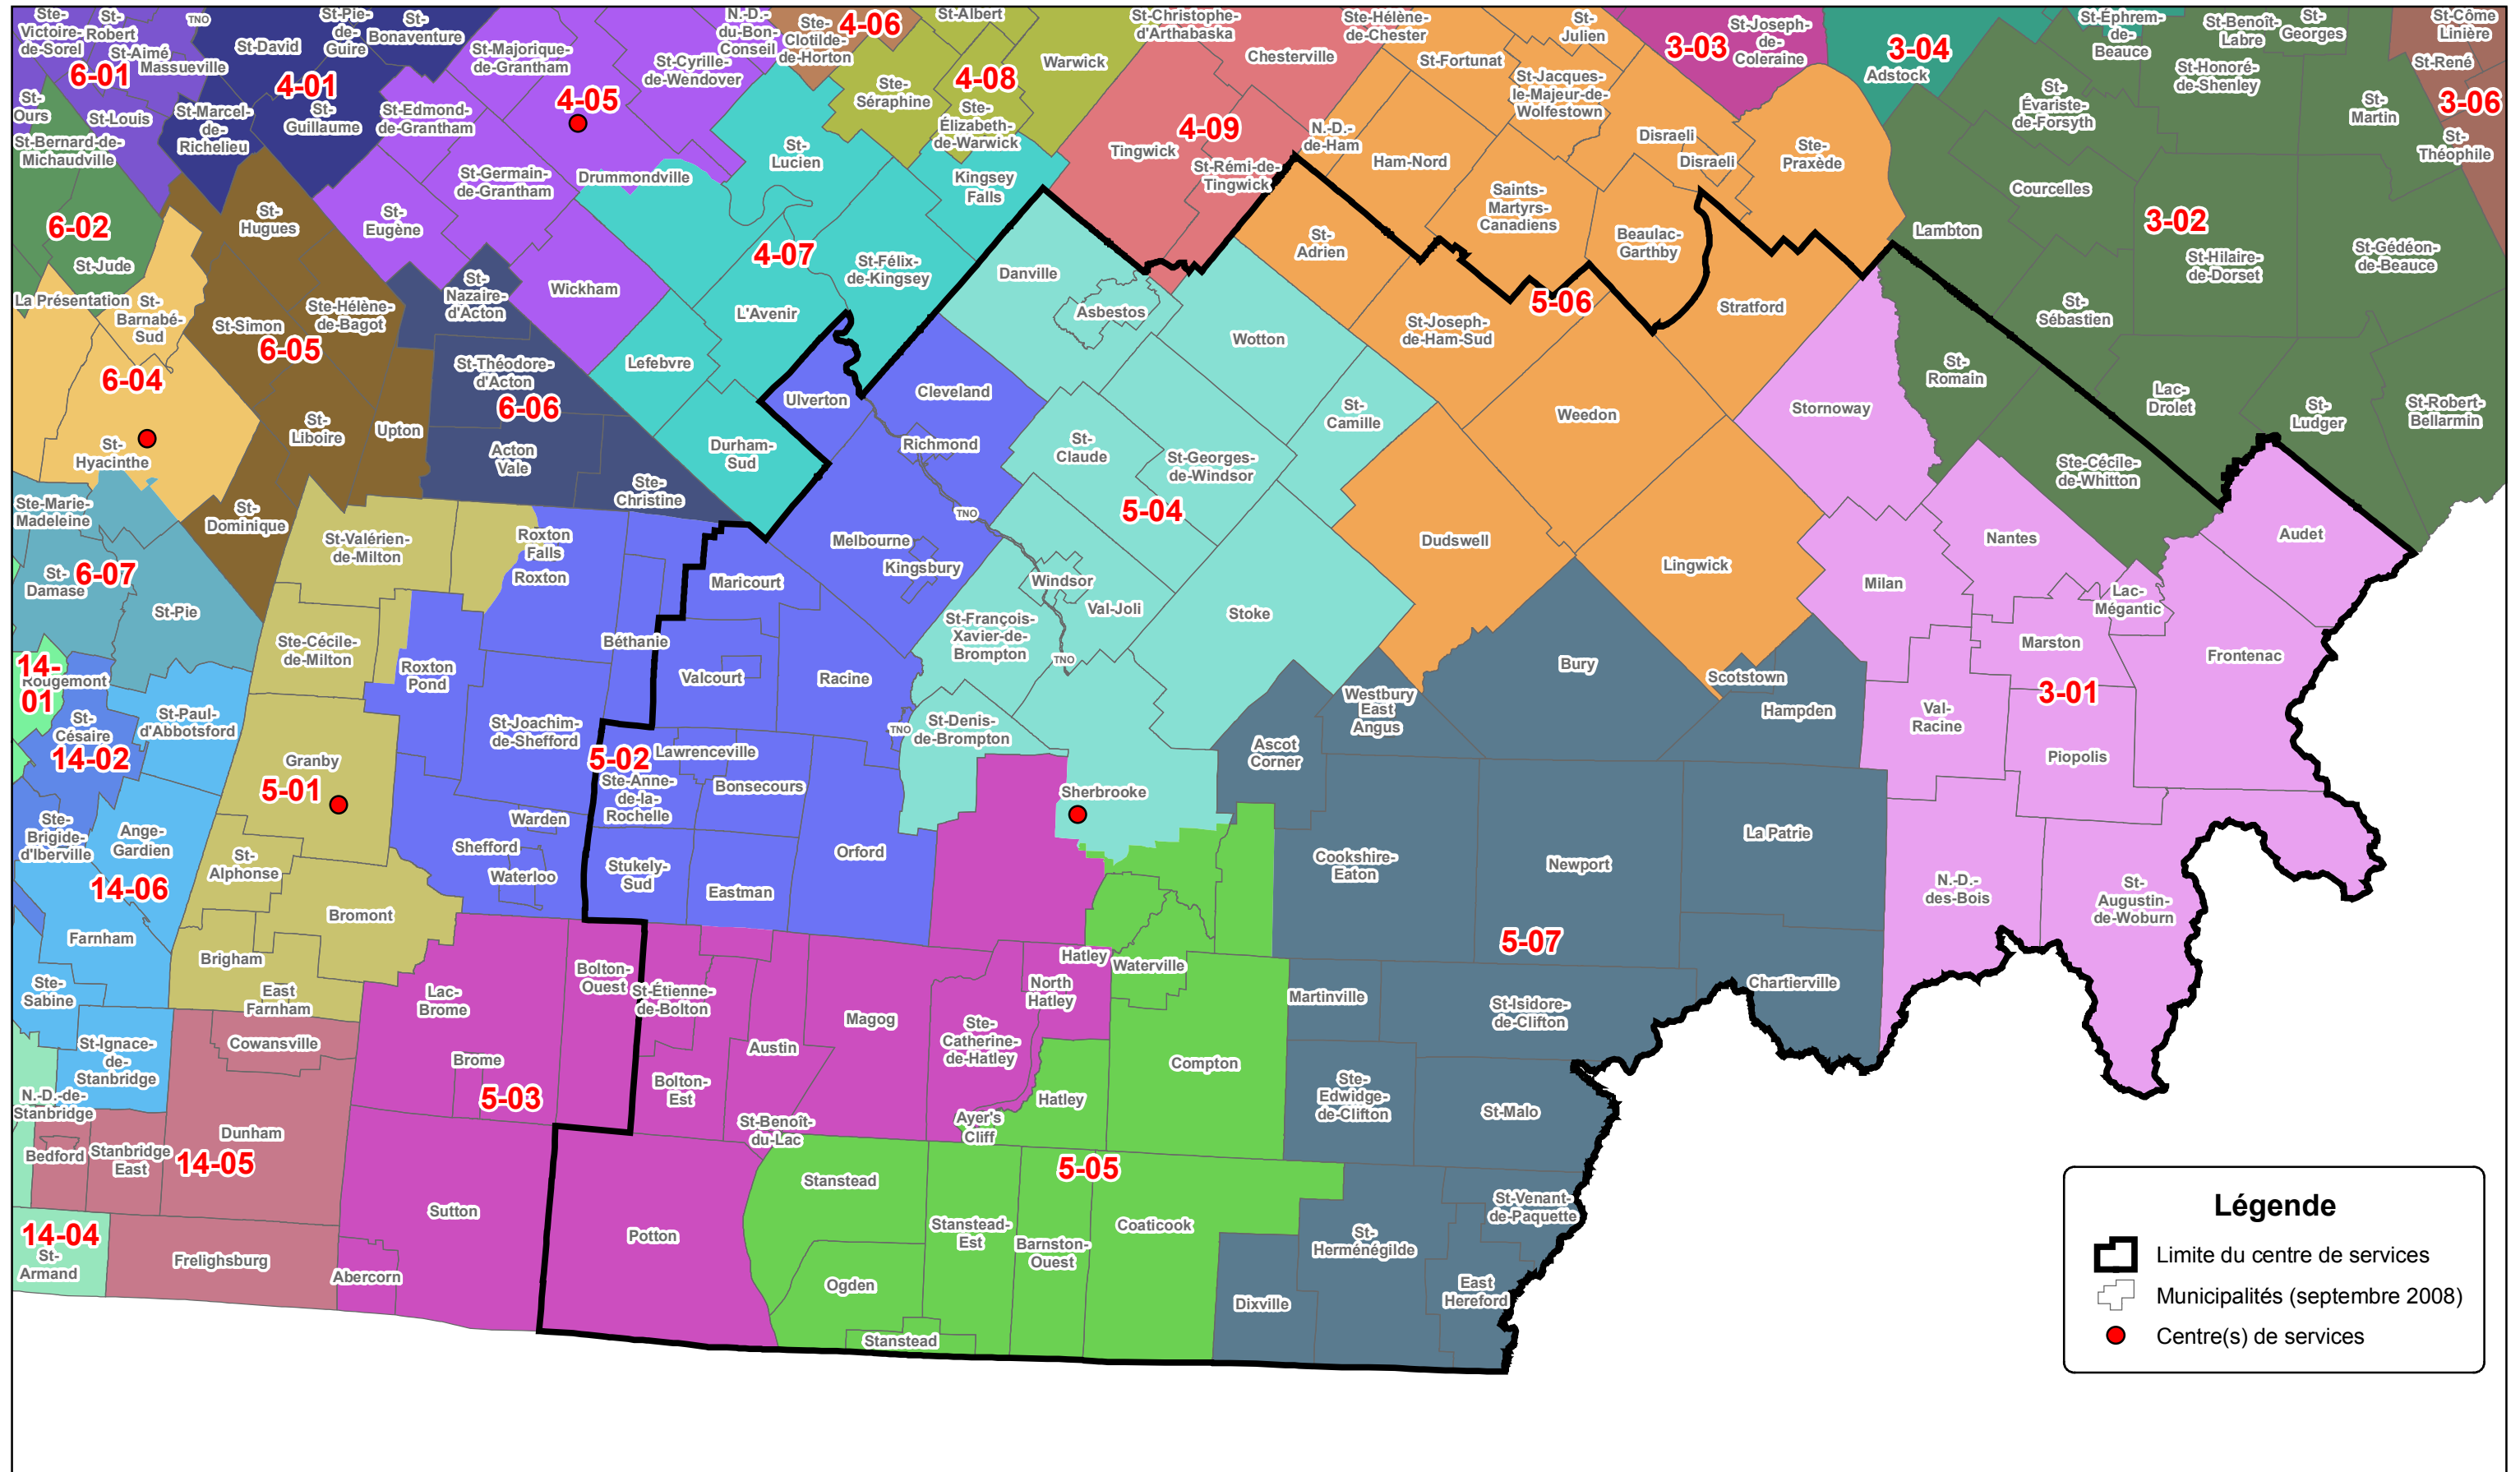 Ste-
Victoire-
de-Sorel
St-
Robert
St-Aimé
Massueville
TNO
6-01
St-
Ours
St-Louis
St-Bernard-de-
Michaudville
6-02
St-Jude
St-David
4-01
St-Pie-
de-
Guire
St-
Bonaventure
St-Marcel-
de-
Richelieu
St-
Guillaume
St-Majorique-
de-Grantham
4-05
St-Edmond-
de-Grantham
St-Germain-
de-Grantham
Drummondville
St-
Eugène
Wickham
N.-D.-
du-Bon-
Conseil
St-Cyrille-
de-Wendover
Ste-
Clotilde-
de-Horton
4-06
St-Albert
4-08
Ste-
Séraphine
Ste-
Élizabeth-
de-Warwick
Warwick
St-
Lucien
Kingsey
Falls
4-07
St-Félix-
de-Kingsey
L'Avenir
Lefebvre
Durham-
Sud
St-Christophe-
d'Arthabaska
Chesterville
Ste-Hélène-
de-Chester
4-09
Tingwick
St-Rémi-de-
Tingwick
N.-D.-
de-Ham
Ham-Nord
St-Fortunat
St-
Julien
St-Jacques-
le-Majeur-de-
Wolfestown
Disraeli
Disraeli
Saints-
Martyrs-
Canadiens
Beaulac-
Garthby
Ste-
Praxède
3-03
St-Joseph-
de-
Coleraine
3-04
Adstock
St-Éphrem-
de-
Beauce
St-Benoît-
Labre
St-
Georges
St-Côme
Linière
St-René
3-06
St-
Théophile
St-
Martin
St-Honoré-
de-Shenley
St-
Évariste-
de-Forsyth
Courcelles
3-02
Lambton
St-Hilaire-
de-Dorset
St-Gédéon-
de-Beauce
St-
Sébastien
St-
Romain
Lac-
Drolet
St-
Ludger
St-Robert-
Bellarmin
Ste-Cécile-
de-Whitton
La Présentation
St-
Barnabé-
Sud
6-04
St-
Hyacinthe
St-
Hugues
St-Simon
6-05
Ste-Hélène-
de-Bagot
St-
Liboire
Upton
St-
Dominique
St-
Nazaire-
d'Acton
St-Théodore-
d'Acton
6-06
Acton
Vale
Ste-
Christine
Ste-Marie-
Madeleine
6-07
St-
Damase
St-Pie
14-
01
Rougemont
St-
Césaire
14-02
St-Paul-
d'Abbotsford
Ste-
Brigide-
d'Iberville
Ange-
Gardien
14-06
Farnham
Ste-
Sabine
St-Ignace-
de-
Stanbridge
N.-D.-de-
Stanbridge
Bedford
Stanbridge
East
14-05
Dunham
Cowansville
Frelighsburg
14-04
St-
Armand
St-Valérien-
de-Milton
Ste-Cécile-
de-Milton
Granby
5-01
St-
Alphonse
Bromont
Brigham
East
Farnham
Roxton
Falls
Roxton
Roxton
Pond
Béthanie
St-Joachim-
de-Shefford
5-02
Warden
Shefford
Waterloo
Maricourt
Valcourt
Racine
Lawrenceville
Ste-Anne-
de-la-
Rochelle
Bonsecours
Stukely-
Sud
Eastman
Orford
Ulverton
Cleveland
Richmond
Melbourne
Kingsbury
TNO
Lac-
Brome
Brome
5-03
Bolton-
Ouest
St-Étienne-
de-Bolton
Bolton-
Est
Austin
Magog
St-Benoît-
du-Lac
Ste-
Catherine-
de-Hatley
North
Hatley
Hatley
Ayer's
Cliff
Sutton
Abercorn
Potton
Danville
Asbestos
Wotton
St-
Claude
St-Georges-
de-Windsor
St-
Camille
5-04
Windsor
Val-Joli
Stoke
St-François-
Xavier-de-
Brompton
TNO
TNO
St-Denis-
de-Brompton
Sherbrooke
St-
Adrien
5-06
St-Joseph-
de-Ham-Sud
Stratford
Weedon
Dudswell
Lingwick
Stornoway
Milan
Nantes
Audet
Lac-
Mégantic
Marston
Frontenac
3-01
Val-
Racine
Piopolis
N.-D.-
des-Bois
St-
Augustin-
de-Woburn
Westbury
East
Angus
Ascot
Corner
Bury
Scotstown
Hampden
Cookshire-
Eaton
Newport
La Patrie
5-07
Martinville
St-Isidore-
de-Clifton
Chartierville
Ste-
Edwidge-
de-Clifton
St-Malo
St-Venant-
de-Paquette
St-
Herménégilde
East
Hereford
Dixville
Waterville
Compton
Hatley
5-05
Stanstead
Stanstead-
Est
Barnston-
Ouest
Coaticook
Ogden
Stanstead
Légende
Limite du centre de services
Municipalités (septembre 2008)
Centre(s) de services